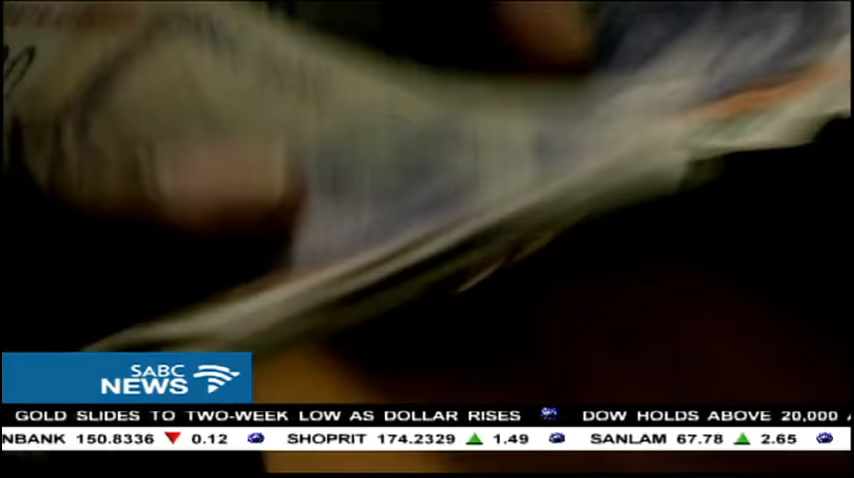 SABC
NEWS
GOLD SLIDES TO TWO-WEEK LOW AS DOLLAR RISES DOW HOLDS ABOVE 20,000
NBANK 150.8336 ▼ 0.12 SHOPRIT 174.2329 ▲ 1.49 SANLAM 67.78 ▲ 2.65